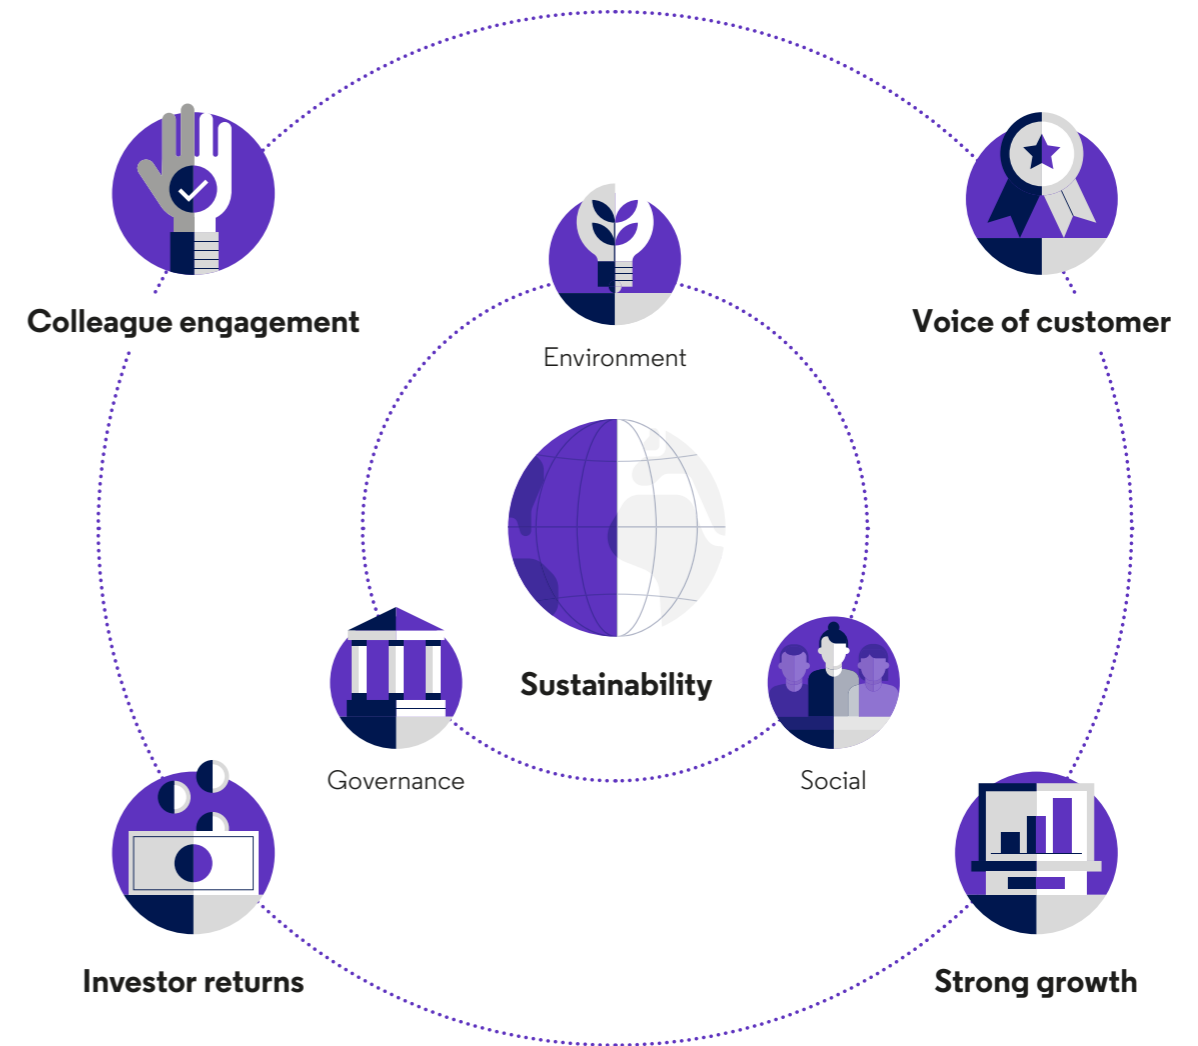 Colleague engagement
Voice of customer
Environment
Sustainability
Governance
Social
Investor returns
Strong growth